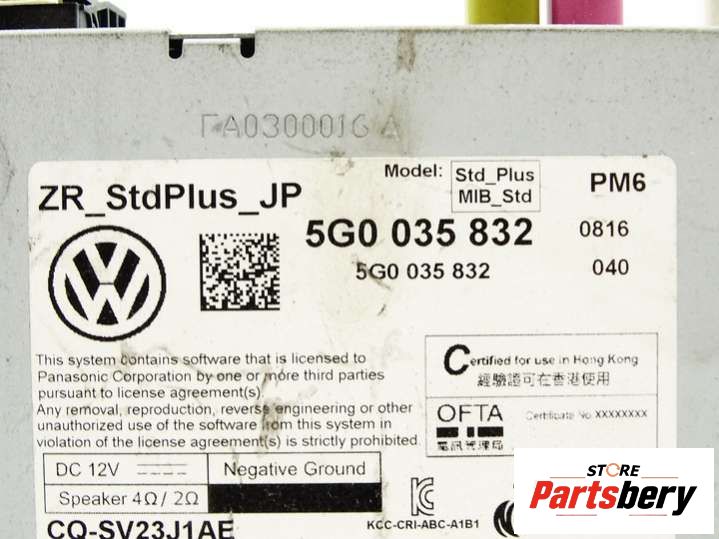 FA0300016 A
ZR_StdPlus_JP
Model: Std_Plus
MIB_Std
PM6
5G0 035 832 0816
5G0 035 832 040
This system contains software that is licensed to
Panasonic Corporation by one or more third parties
pursuant to license agreement(s).
Any removal, reproduction, reverse engineering or other
unauthorized use of the software from this system in
violation of the license agreement(s) is strictly prohibited.
Certified for use in Hong Kong
經驗證可在香港使用
OFTA Certificate No. XXXXXXXX
電訊管理局
DC 12V Negative Ground
Speaker 4Ω / 2Ω
CQ-SV23J1AE
KCC-CRI-ABC-A1B1
STORE
Partsbery